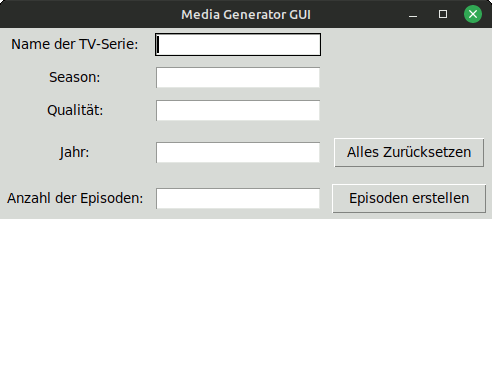 Media Generator GUI
Name der TV-Serie:
Season:
Qualität:
Jahr:
Alles Zurücksetzen
Anzahl der Episoden:
Episoden erstellen